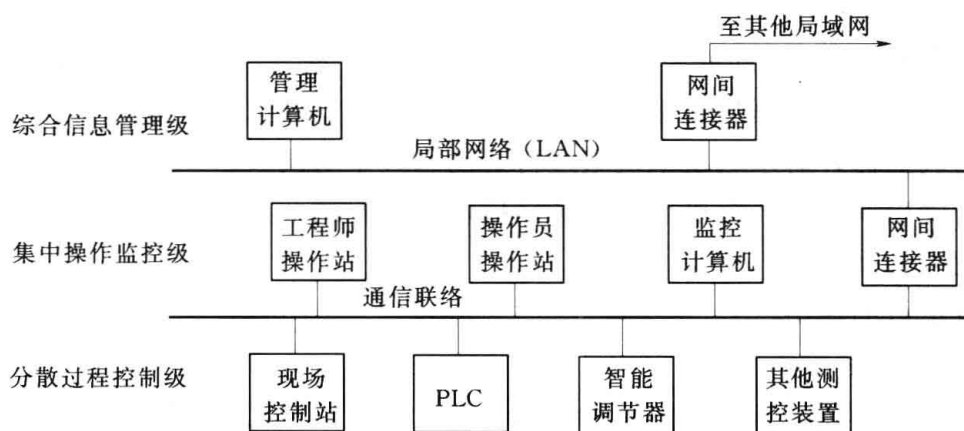 至其他局域网
管理
计算机
网间
连接器
综合信息管理级
局部网络（LAN）
工程师
操作站
操作员
操作站
监控
计算机
网间
连接器
集中操作监控级
通信联络
分散过程控制级
现场
控制站
PLC
智能
调节器
其他测
控装置